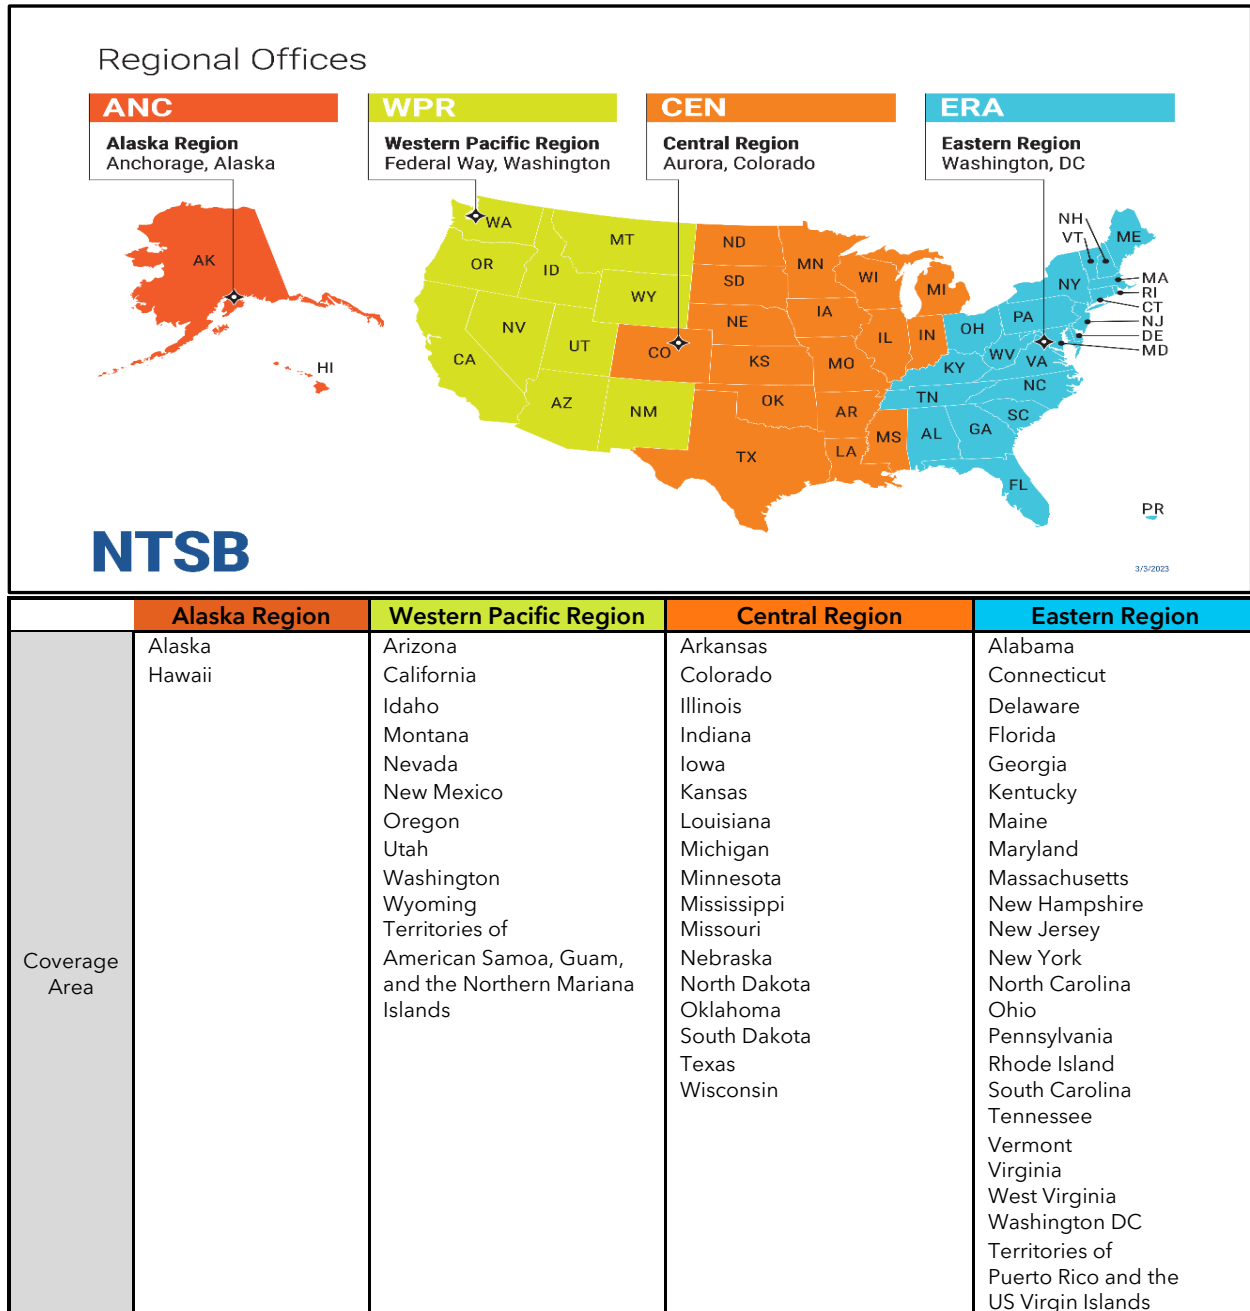 Regional Offices
ANC
Alaska Region
Anchorage, Alaska
WPR
Western Pacific Region
Federal Way, Washington
CEN
Central Region
Aurora, Colorado
ERA
Eastern Region
Washington, DC
AK
HI
WA
OR
ID
MT
WY
NV
UT
CA
AZ
NM
ND
SD
NE
CO
KS
OK
TX
MN
IA
MO
AR
LA
WI
IL
MS
MI
IN
OH
KY
TN
AL
GA
FL
SC
NC
VA
WV
PA
NY
VT
NH
ME
MA
RI
CT
NJ
DE
MD
PR
NTSB
3/3/2023
Alaska Region
Western Pacific Region
Central Region
Eastern Region
Coverage
Area
Alaska
Hawaii
Arizona
California
Idaho
Montana
Nevada
New Mexico
Oregon
Utah
Washington
Wyoming
Territories of
American Samoa, Guam,
and the Northern Mariana
Islands
Arkansas
Colorado
Illinois
Indiana
Iowa
Kansas
Louisiana
Michigan
Minnesota
Mississippi
Missouri
Nebraska
North Dakota
Oklahoma
South Dakota
Texas
Wisconsin
Alabama
Connecticut
Delaware
Florida
Georgia
Kentucky
Maine
Maryland
Massachusetts
New Hampshire
New Jersey
New York
North Carolina
Ohio
Pennsylvania
Rhode Island
South Carolina
Tennessee
Vermont
Virginia
West Virginia
Washington DC
Territories of
Puerto Rico and the
US Virgin Islands